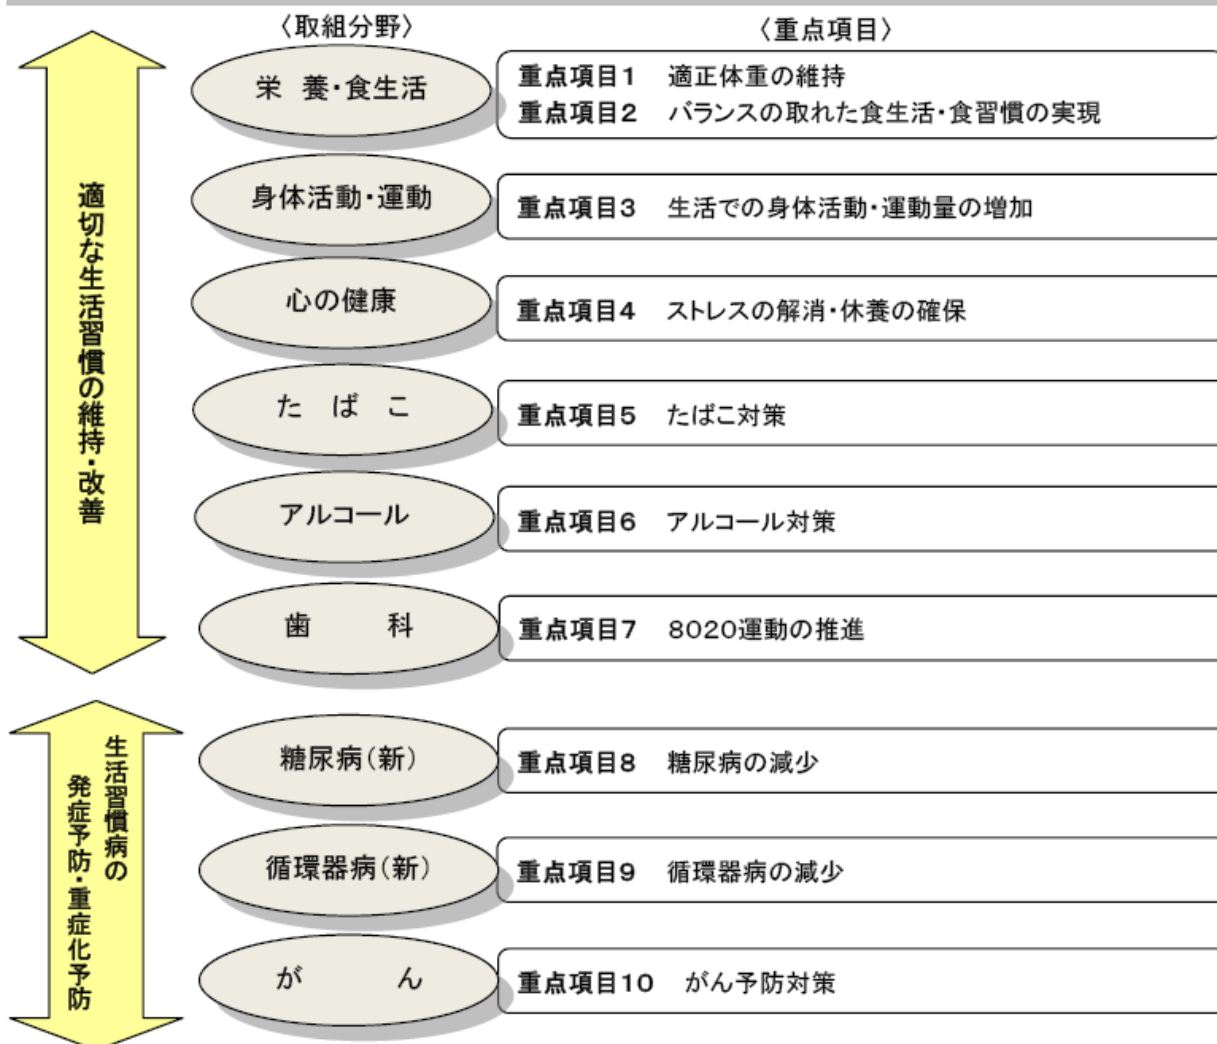 〈取組分野〉
〈重点項目〉
適切な生活習慣の維持・改善
栄 養・食生活
重点項目1 適正体重の維持
重点項目2 バランスの取れた食生活・食習慣の実現
身体活動・運動
重点項目3 生活での身体活動・運動量の増加
心の健康
重点項目4 ストレスの解消・休養の確保
た ば こ
重点項目5 たばこ対策
アルコール
重点項目6 アルコール対策
歯 科
重点項目7 8020運動の推進
生活習慣病の
発症予防・重症化予防
糖尿病(新)
重点項目8 糖尿病の減少
循環器病(新)
重点項目9 循環器病の減少
が ん
重点項目10 がん予防対策